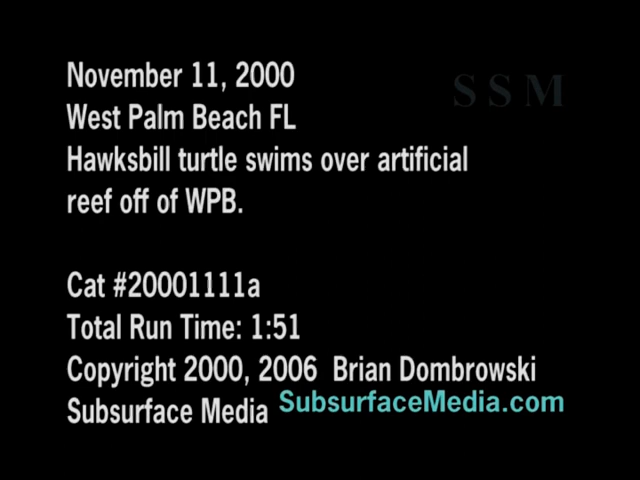 November 11, 2000
S S M
West Palm Beach FL
Hawksbill turtle swims over artificial
reef off of WPB.
Cat #20001111a
Total Run Time: 1:51
Copyright 2000, 2006  Brian Dombrowski
Subsurface Media SubsurfaceMedia.com